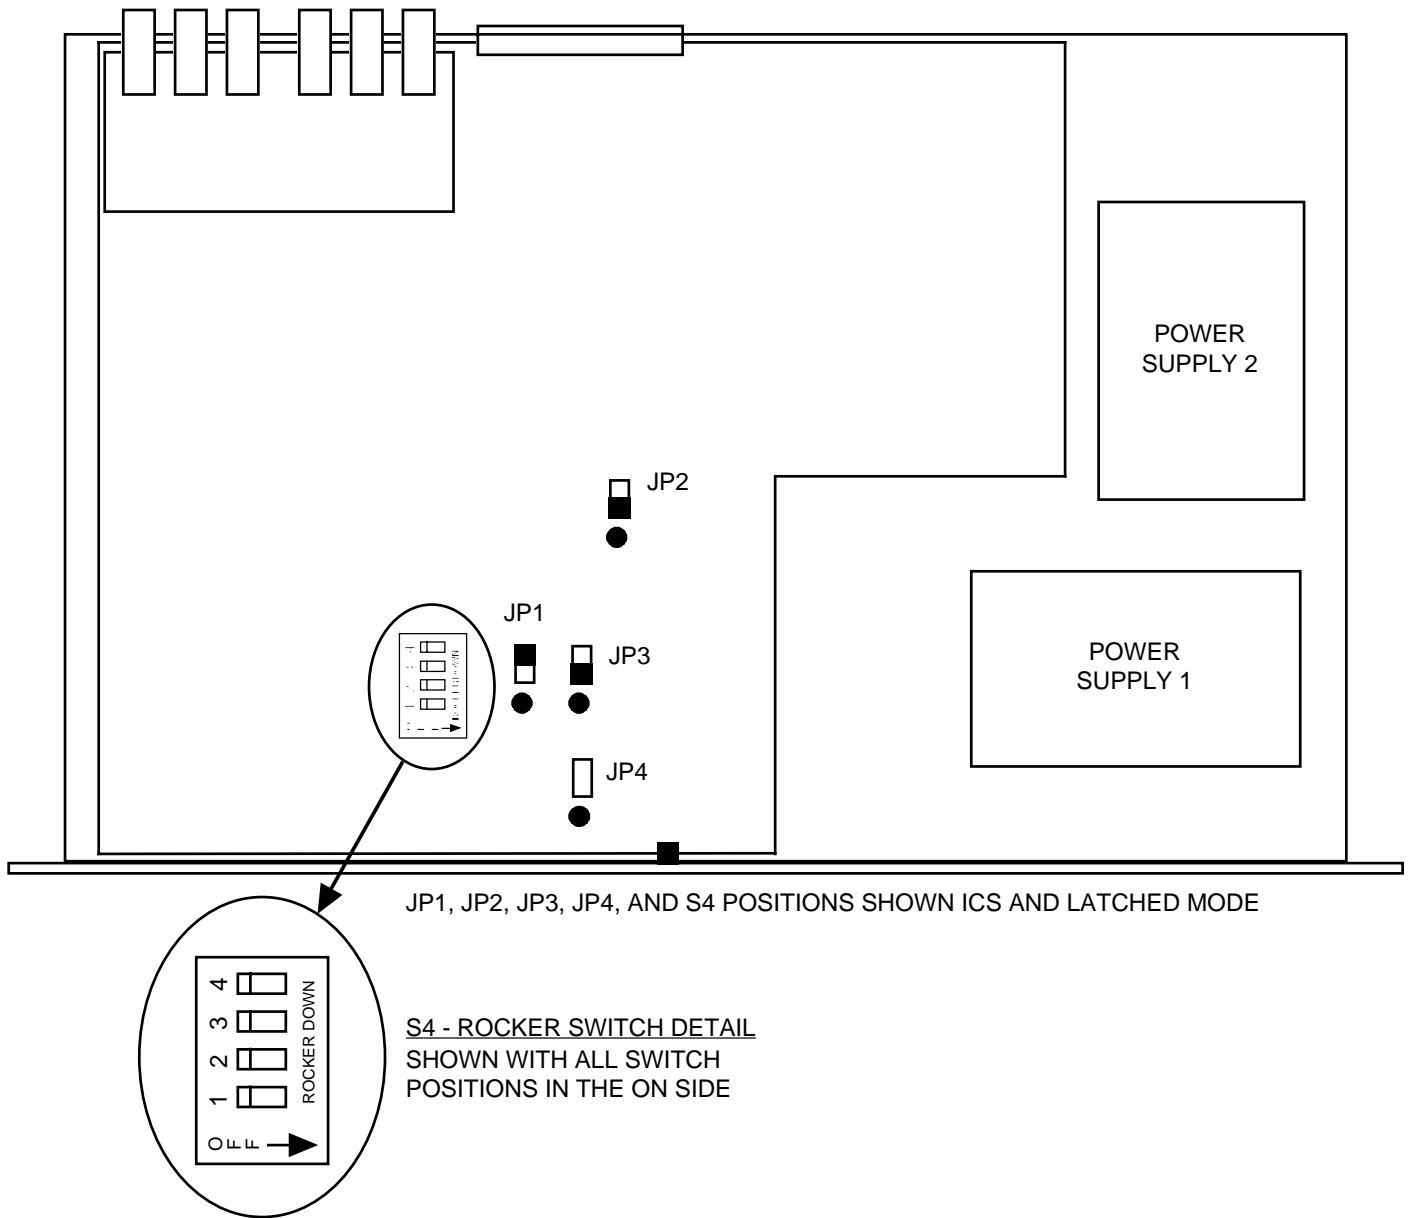 POWER
SUPPLY 2
JP2
JP1
JP3
POWER
SUPPLY 1
JP4
JP1, JP2, JP3, JP4, AND S4 POSITIONS SHOWN ICS AND LATCHED MODE
4
3
2
1
ROCKER DOWN
OFF
S4 - ROCKER SWITCH DETAIL
SHOWN WITH ALL SWITCH
POSITIONS IN THE ON SIDE